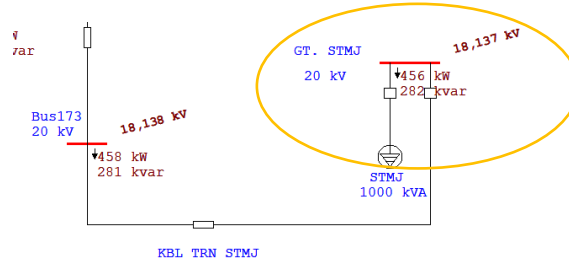 var
GT. STMJ
20 kV
18,137 kV
456 kW
282 kvar
Bus173
20 kV
18,138 kV
458 kW
281 kvar
STMJ
1000 kVA
KBL TRN STMJ